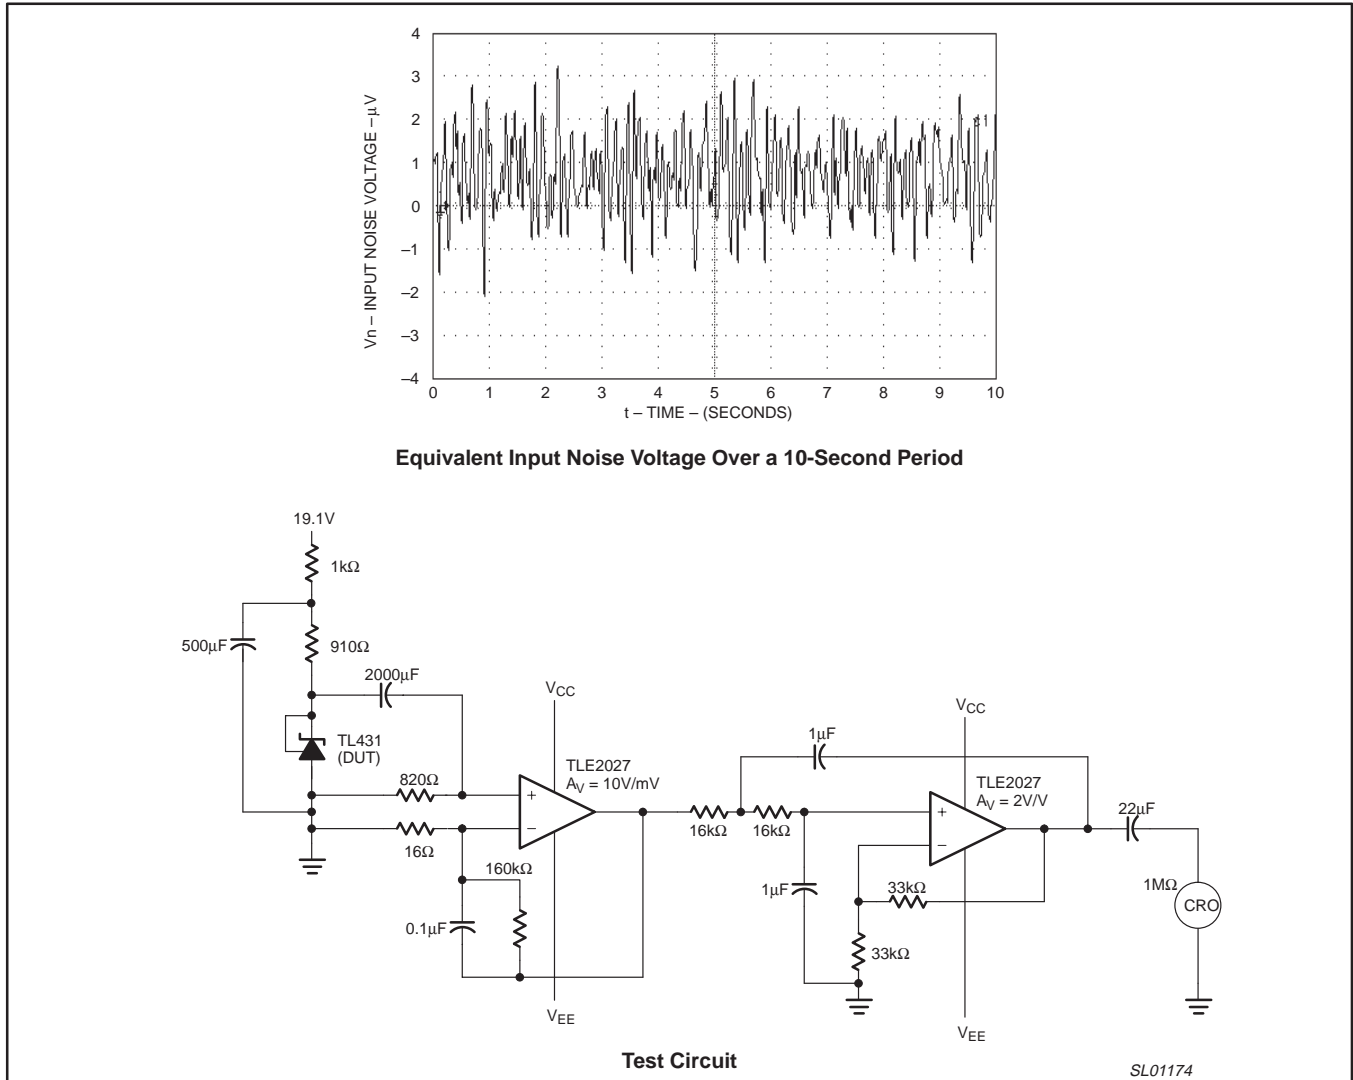 4
3
2
1
0
–1
–2
–3
–4
Vn – INPUT NOISE VOLTAGE – µV
0 1 2 3 4 5 6 7 8 9 10
t – TIME – (SECONDS)
Equivalent Input Noise Voltage Over a 10-Second Period
19.1V
1kΩ
500µF
910Ω
2000µF
VCC
VCC
1µF
TL431
(DUT)
TLE2027
AV = 10V/mV
TLE2027
AV = 2V/V
820Ω
+
+
22µF
16kΩ
16kΩ
–
–
16Ω
160kΩ
1µF
33kΩ
1MΩ
CRO
0.1µF
33kΩ
VEE
VEE
Test Circuit
SL01174